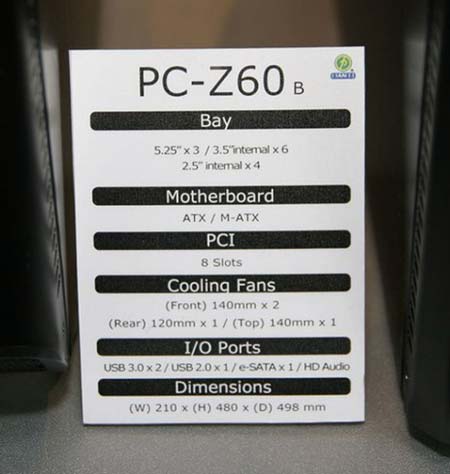 PC-Z60 B
Bay
5.25" x 3 / 3.5"internal x 6
2.5" internal x 4
Motherboard
ATX / M-ATX
PCI
8 Slots
Cooling Fans
(Front) 140mm x 2
(Rear) 120mm x 1 / (Top) 140mm x 1
I/O Ports
USB 3.0 x 2 / USB 2.0 x 1 / e-SATA x 1 / HD Audio
Dimensions
(W) 210 x (H) 480 x (D) 498 mm